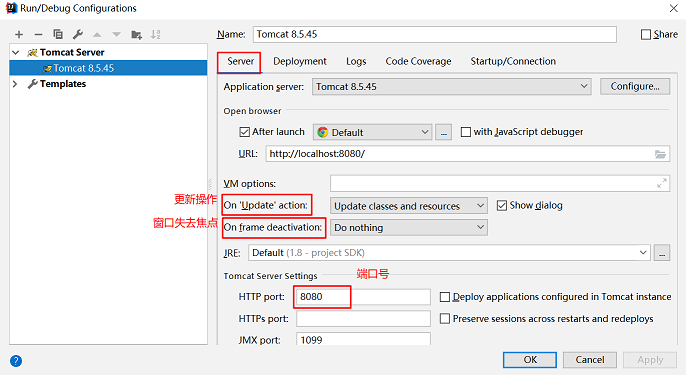 Run/Debug Configurations
Name: Tomcat 8.5.45 Share
Tomcat Server
Tomcat 8.5.45
Templates
Server Deployment Logs Code Coverage Startup/Connection
Application server: Tomcat 8.5.45 Configure...
Open browser
After launch Default ... with JavaScript debugger
URL: http://localhost:8080/
VM options:
更新操作 On 'Update' action: Update classes and resources Show dialog
窗口失去焦点 On frame deactivation: Do nothing
JRE: Default (1.8 - project SDK) ...
Tomcat Server Settings 端口号
HTTP port: 8080 Deploy applications configured in Tomcat instance
HTTPs port: Preserve sessions across restarts and redeploys
JMX port: 1099
? OK Cancel Apply